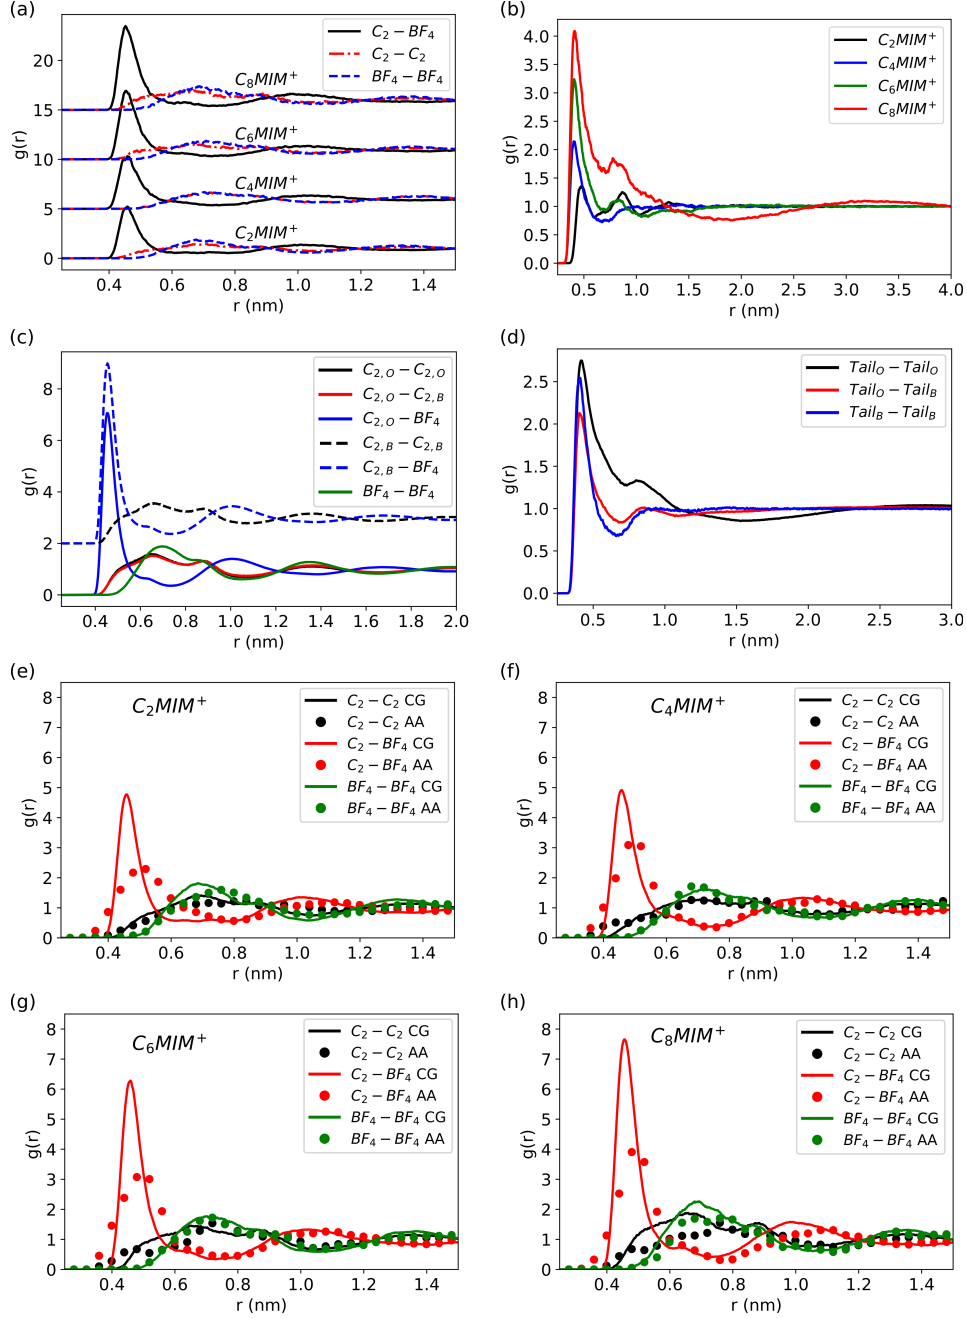 (a)
C₂ − BF₄
C₂ − C₂
BF₄ − BF₄
C₈MIM⁺
C₆MIM⁺
C₄MIM⁺
C₂MIM⁺
20
15
10
5
0
g(r)
0.4 0.6 0.8 1.0 1.2 1.4
r (nm)
(b)
C₂MIM⁺
C₄MIM⁺
C₆MIM⁺
C₈MIM⁺
4.0
3.5
3.0
2.5
2.0
1.5
1.0
0.5
0.0
g(r)
0.5 1.0 1.5 2.0 2.5 3.0 3.5 4.0
r (nm)
(c)
C₂,O − C₂,O
C₂,O − C₂,B
C₂,O − BF₄
C₂,B − C₂,B
C₂,B − BF₄
BF₄ − BF₄
8
6
4
2
0
g(r)
0.4 0.6 0.8 1.0 1.2 1.4 1.6 1.8 2.0
r (nm)
(d)
Tail_O − Tail_O
Tail_O − Tail_B
Tail_B − Tail_B
2.5
2.0
1.5
1.0
0.5
0.0
g(r)
0.5 1.0 1.5 2.0 2.5 3.0
r (nm)
(e)
C₂MIM⁺
C₂ − C₂ CG
C₂ − C₂ AA
C₂ − BF₄ CG
C₂ − BF₄ AA
BF₄ − BF₄ CG
BF₄ − BF₄ AA
8
7
6
5
4
3
2
1
0
g(r)
0.4 0.6 0.8 1.0 1.2 1.4
r (nm)
(f)
C₄MIM⁺
C₂ − C₂ CG
C₂ − C₂ AA
C₂ − BF₄ CG
C₂ − BF₄ AA
BF₄ − BF₄ CG
BF₄ − BF₄ AA
8
7
6
5
4
3
2
1
0
g(r)
0.4 0.6 0.8 1.0 1.2 1.4
r (nm)
(g)
C₆MIM⁺
C₂ − C₂ CG
C₂ − C₂ AA
C₂ − BF₄ CG
C₂ − BF₄ AA
BF₄ − BF₄ CG
BF₄ − BF₄ AA
8
7
6
5
4
3
2
1
0
g(r)
0.4 0.6 0.8 1.0 1.2 1.4
r (nm)
(h)
C₈MIM⁺
C₂ − C₂ CG
C₂ − C₂ AA
C₂ − BF₄ CG
C₂ − BF₄ AA
BF₄ − BF₄ CG
BF₄ − BF₄ AA
8
7
6
5
4
3
2
1
0
g(r)
0.4 0.6 0.8 1.0 1.2 1.4
r (nm)